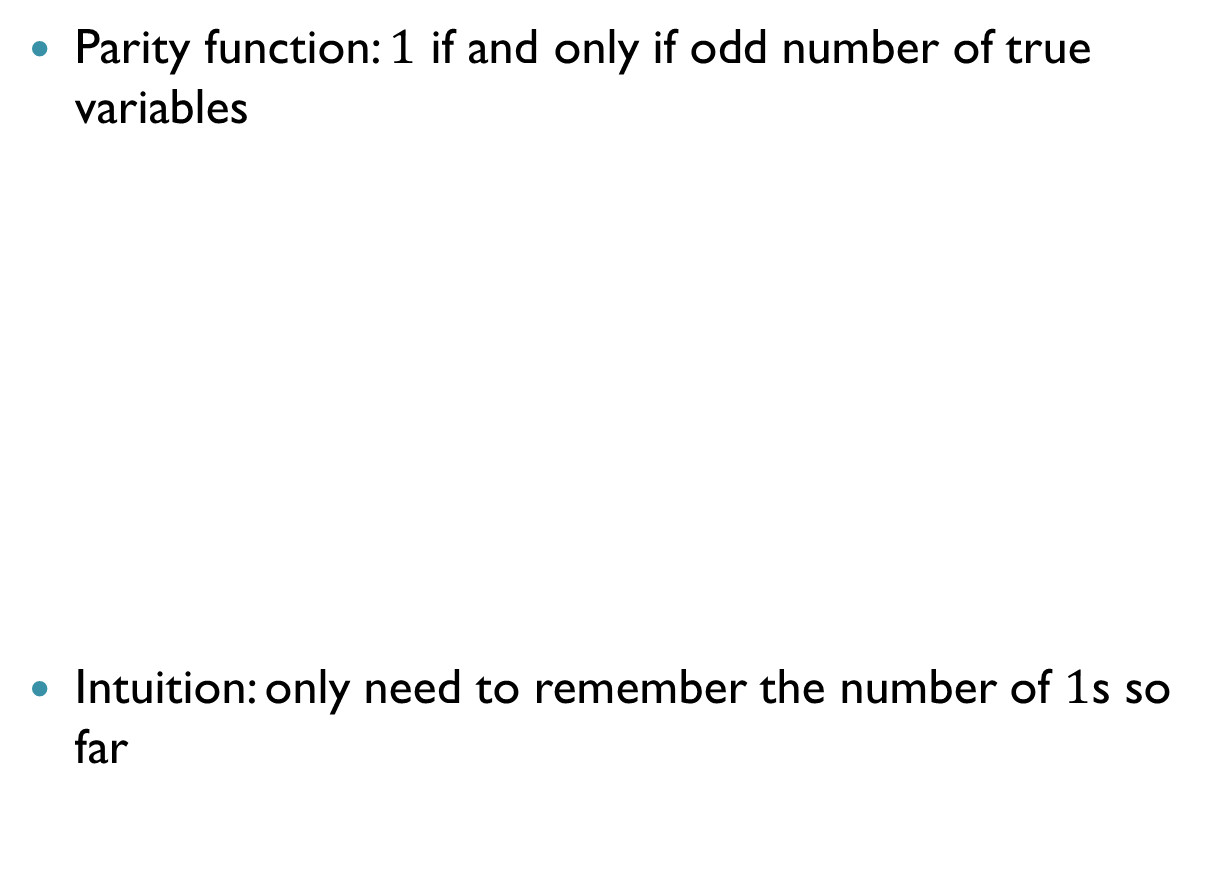 • Parity function: 1 if and only if odd number of true
variables
• Intuition: only need to remember the number of 1s so
far